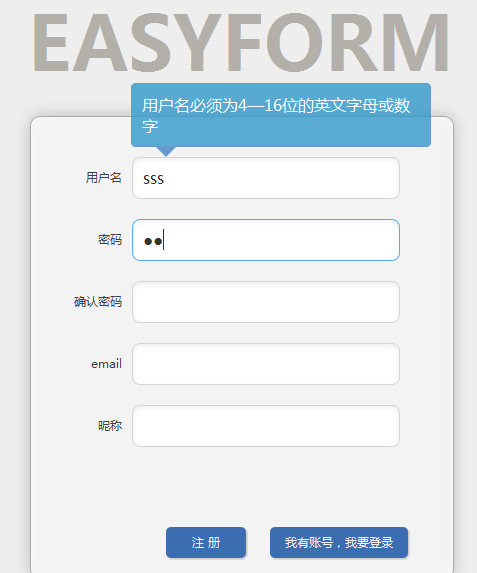 EASYFORM
用户名必须为4—16位的英文字母或数
字
用户名 sss
密码 ●●
确认密码
email
昵称
注 册 我有账号，我要登录